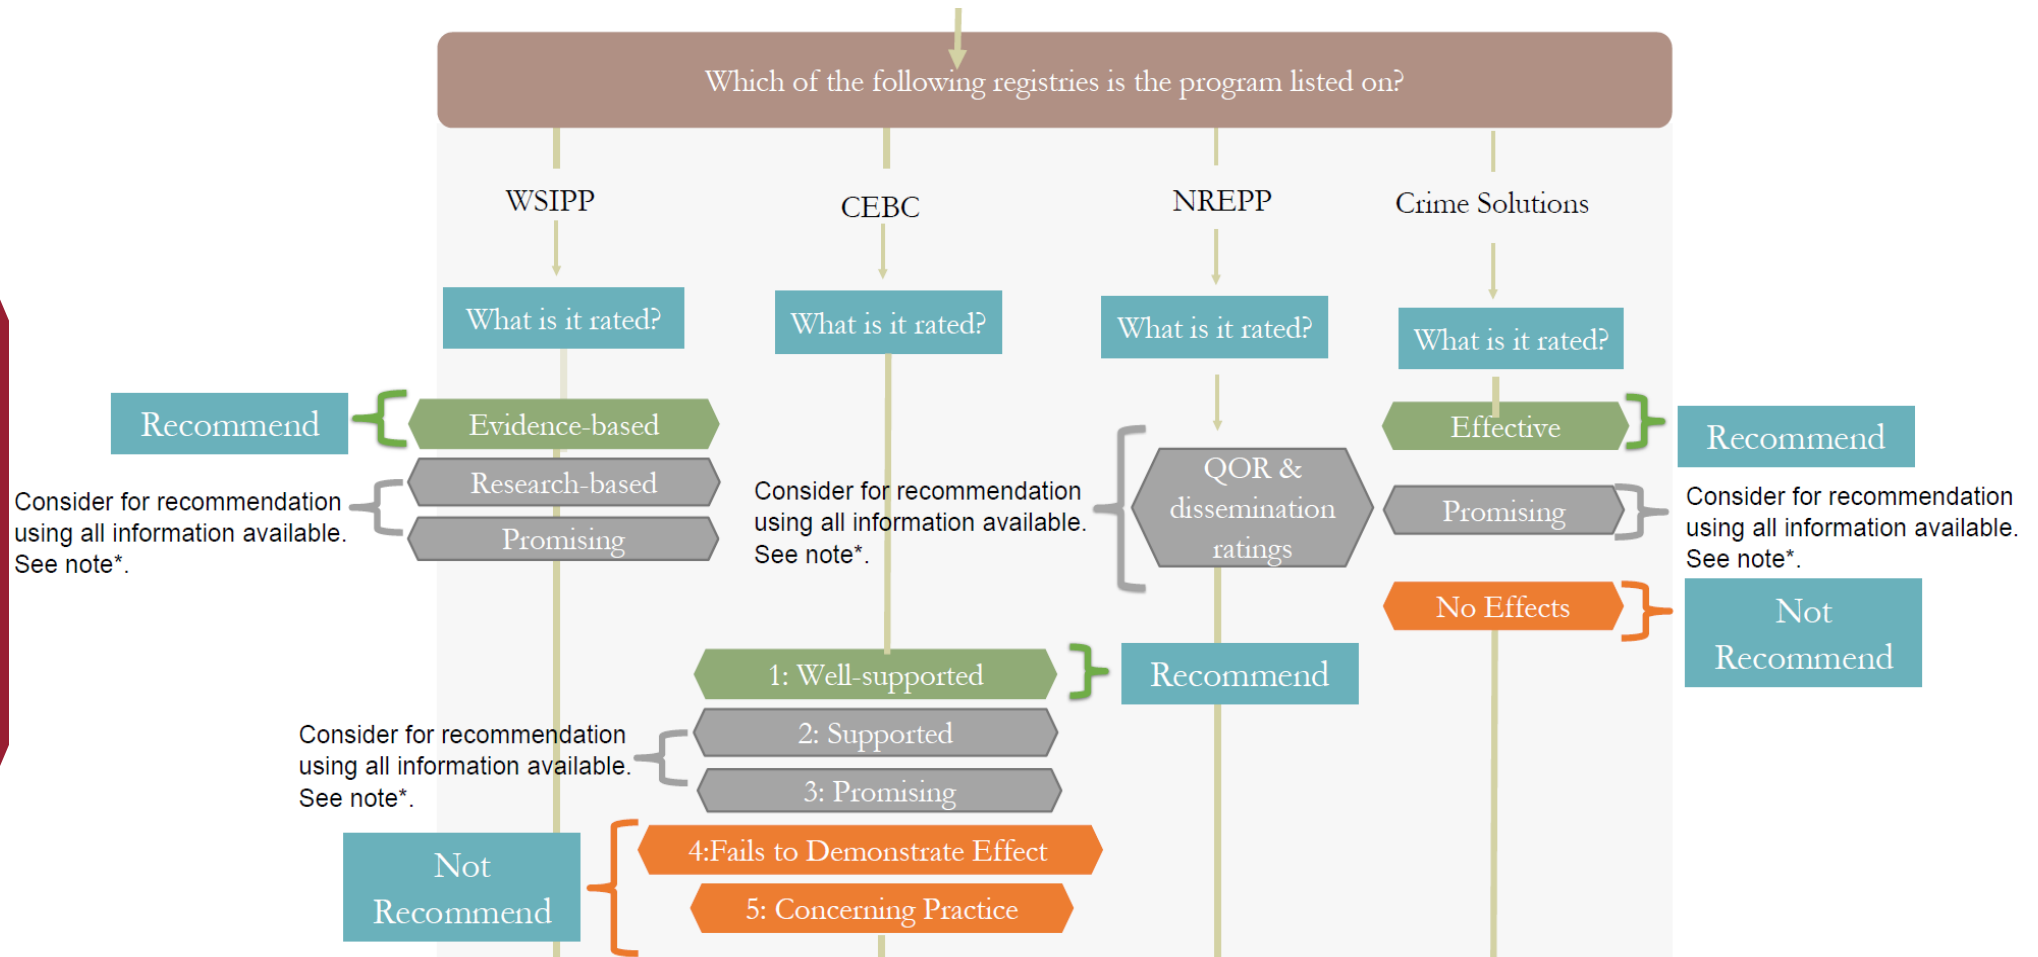 Which of the following registries is the program listed on?
WSIPP
CEBC
NREPP
Crime Solutions
What is it rated?
What is it rated?
What is it rated?
What is it rated?
Recommend
Evidence-based
Research-based
Promising
Consider for recommendation
using all information available.
See note*.
Consider for recommendation
using all information available.
See note*.
QOR &
dissemination
ratings
Effective
Recommend
Promising
Consider for recommendation
using all information available.
See note*.
No Effects
Not
Recommend
1: Well-supported
Recommend
2: Supported
3: Promising
Consider for recommendation
using all information available.
See note*.
4:Fails to Demonstrate Effect
5: Concerning Practice
Not
Recommend